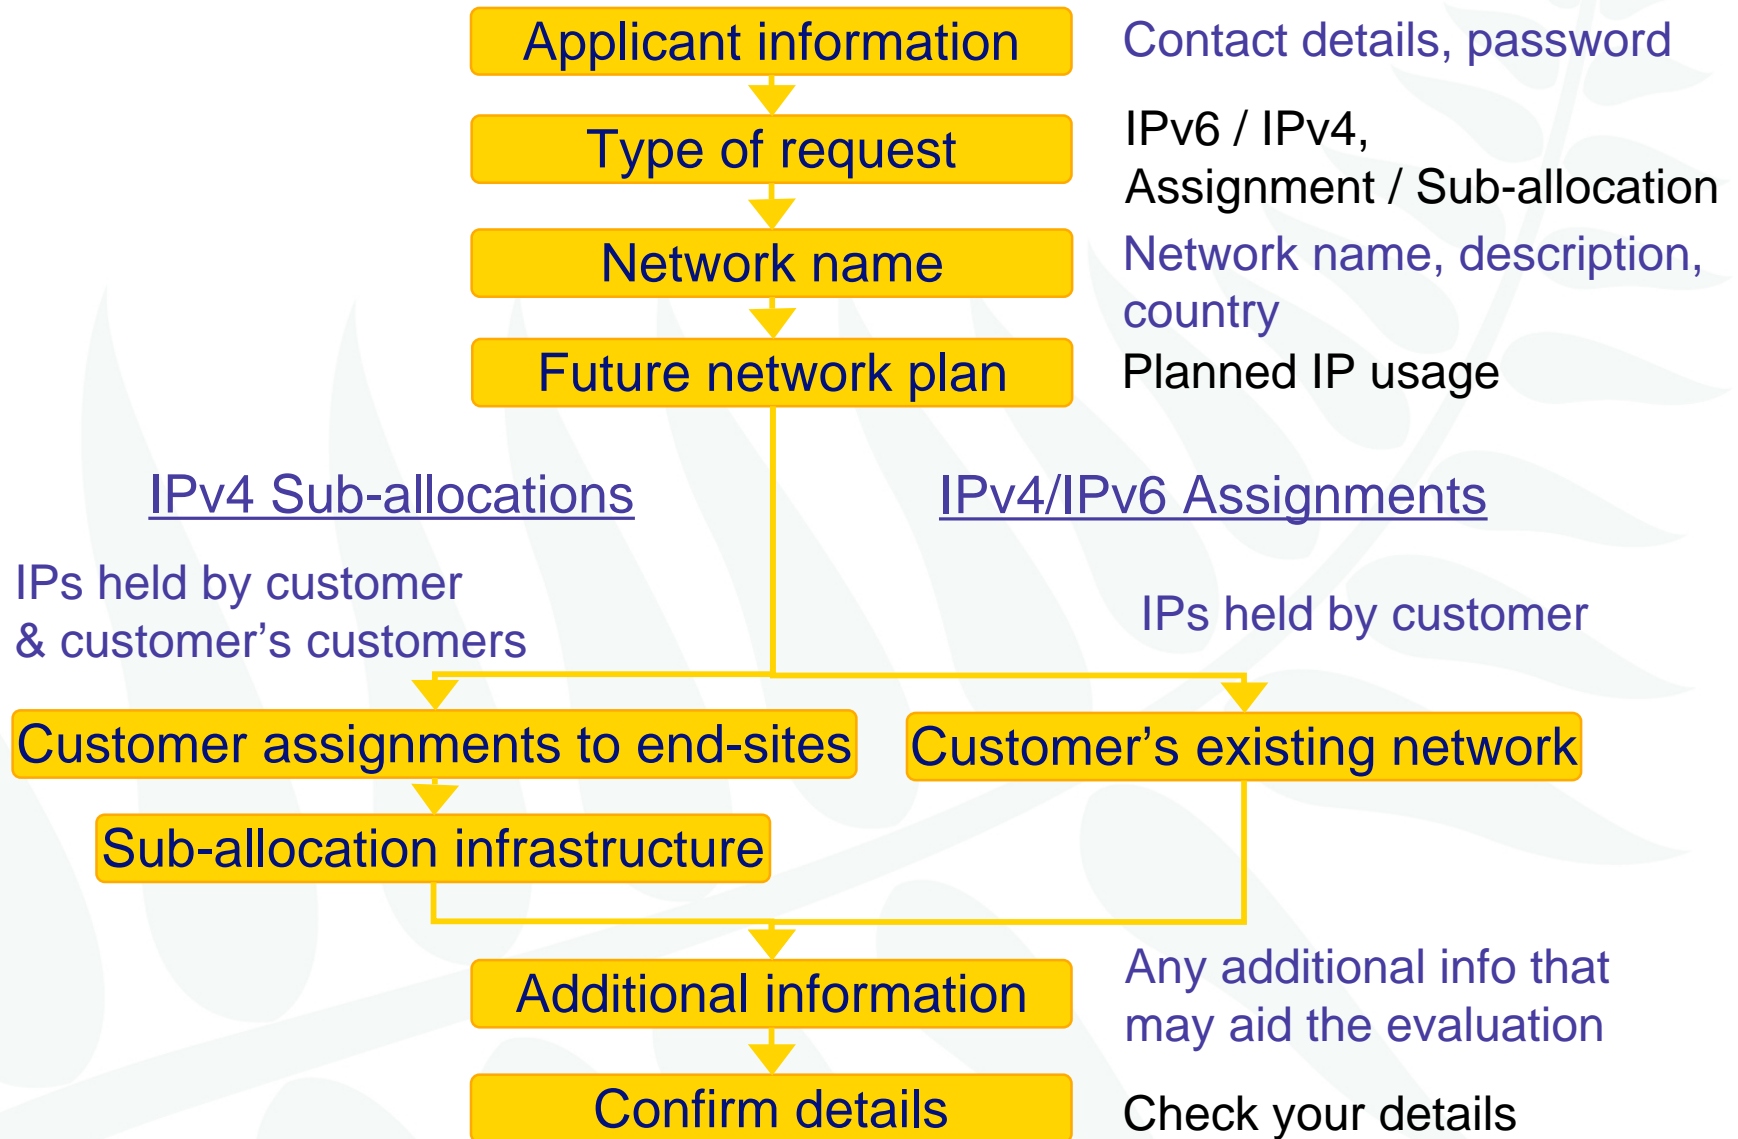 Applicant information
Contact details, password
Type of request
IPv6 / IPv4,
Assignment / Sub-allocation
Network name
Network name, description,
country
Future network plan
Planned IP usage
IPv4 Sub-allocations
IPv4/IPv6 Assignments
IPs held by customer
& customer’s customers
IPs held by customer
Customer assignments to end-sites
Customer’s existing network
Sub-allocation infrastructure
Additional information
Any additional info that
may aid the evaluation
Confirm details
Check your details